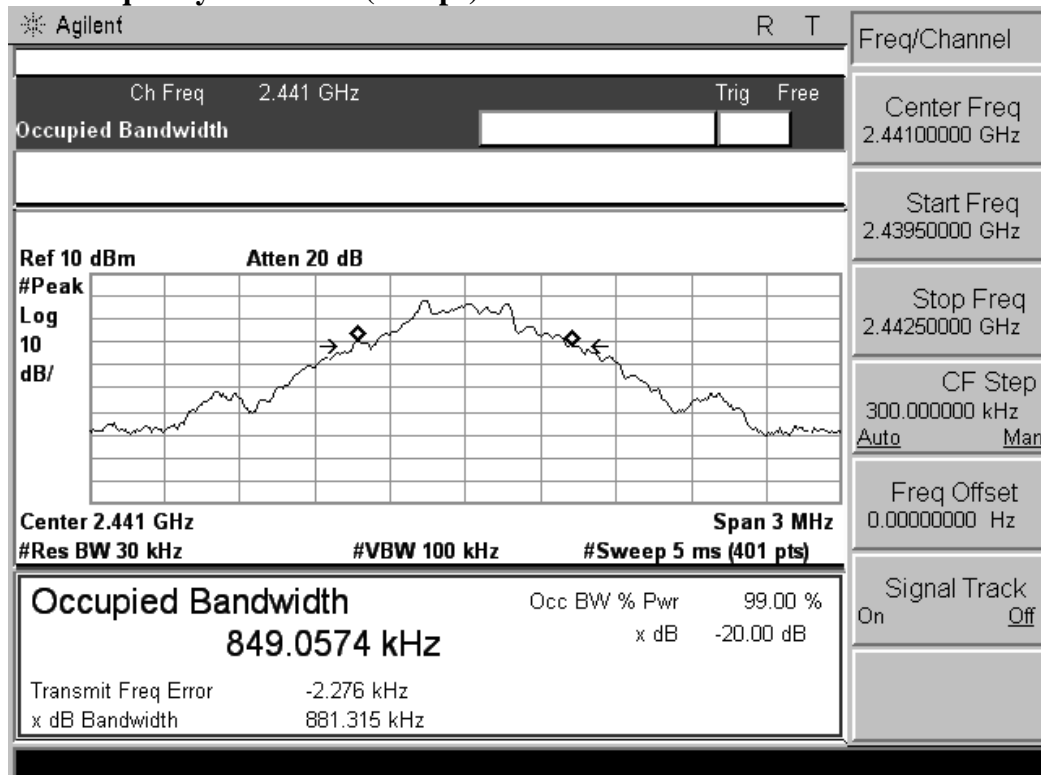 Agilent R T
Ch Freq 2.441 GHz Trig Free
Occupied Bandwidth
Ref 10 dBm Atten 20 dB
#Peak
Log
10
dB/
Center 2.441 GHz Span 3 MHz
#Res BW 30 kHz #VBW 100 kHz #Sweep 5 ms (401 pts)
Occupied Bandwidth
849.0574 kHz
Occ BW % Pwr 99.00 %
x dB -20.00 dB
Transmit Freq Error -2.276 kHz
x dB Bandwidth 881.315 kHz
Freq/Channel
Center Freq
2.44100000 GHz
Start Freq
2.43950000 GHz
Stop Freq
2.44250000 GHz
CF Step
300.000000 kHz
Auto Man
Freq Offset
0.00000000 Hz
Signal Track
On Off